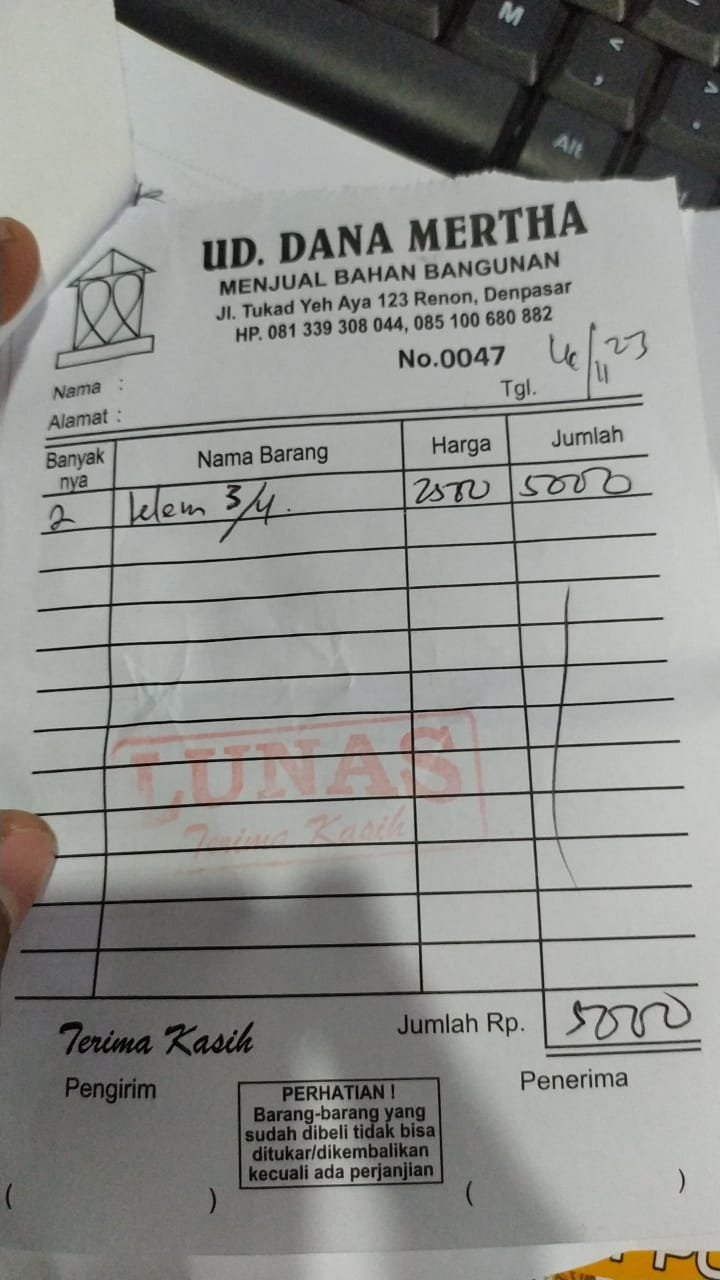 M
<
,
>
.
Alt
UD. DANA MERTHA
MENJUAL BAHAN BANGUNAN
Jl. Tukad Yeh Aya 123 Renon, Denpasar
HP. 081 339 308 044, 085 100 680 882
No.0047
Nama :
Tgl. /11 23
Alamat :
Banyak nya Nama Barang Harga Jumlah
2 klem 3/4. 2500 5000
LUNAS
Terima Kasih
Jumlah Rp. 5000
Terima Kasih
Pengirim
Penerima
PERHATIAN !
Barang-barang yang
sudah dibeli tidak bisa
ditukar/dikembalikan
kecuali ada perjanjian
( ) ( )